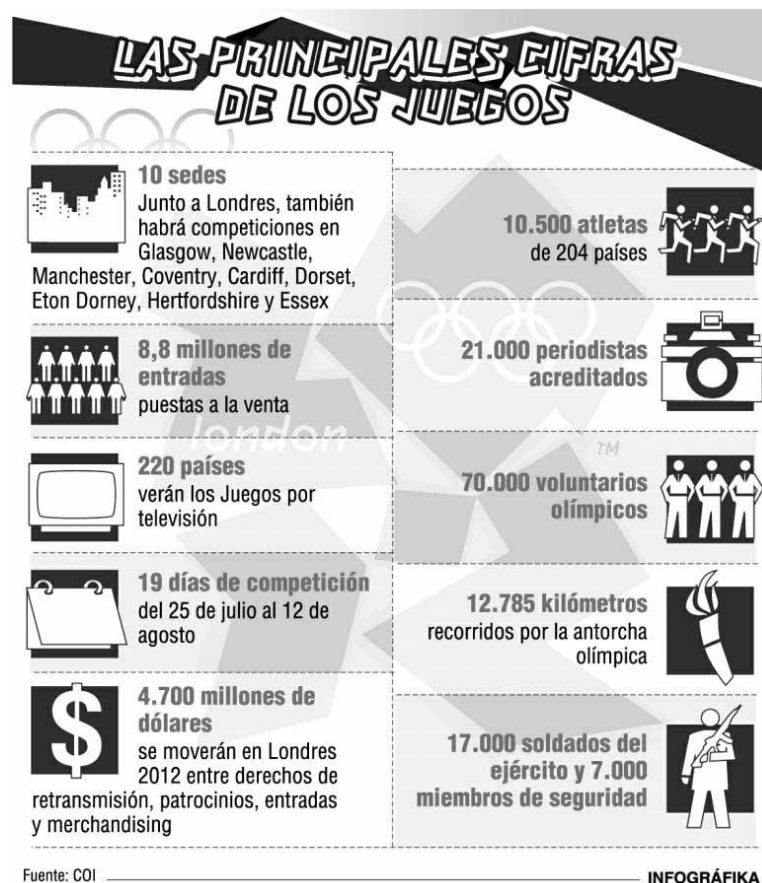 LAS PRINCIPALES CIFRAS
DE LOS JUEGOS
10 sedes
Junto a Londres, también
habrá competiciones en
Glasgow, Newcastle,
Manchester, Coventry, Cardiff, Dorset,
Eton Dorney, Hertfordshire y Essex
8,8 millones de
entradas
puestas a la venta
220 países
verán los Juegos por
televisión
19 días de competición
del 25 de julio al 12 de
agosto
$
4.700 millones de
dólares
se moverán en Londres
2012 entre derechos de
retransmisión, patrocinios, entradas
y merchandising
10.500 atletas
de 204 países
21.000 periodistas
acreditados
70.000 voluntarios
olímpicos
12.785 kilómetros
recorridos por la antorcha
olímpica
17.000 soldados del
ejército y 7.000
miembros de seguridad
london
TM
Fuente: COI
INFOGRÁFIKA